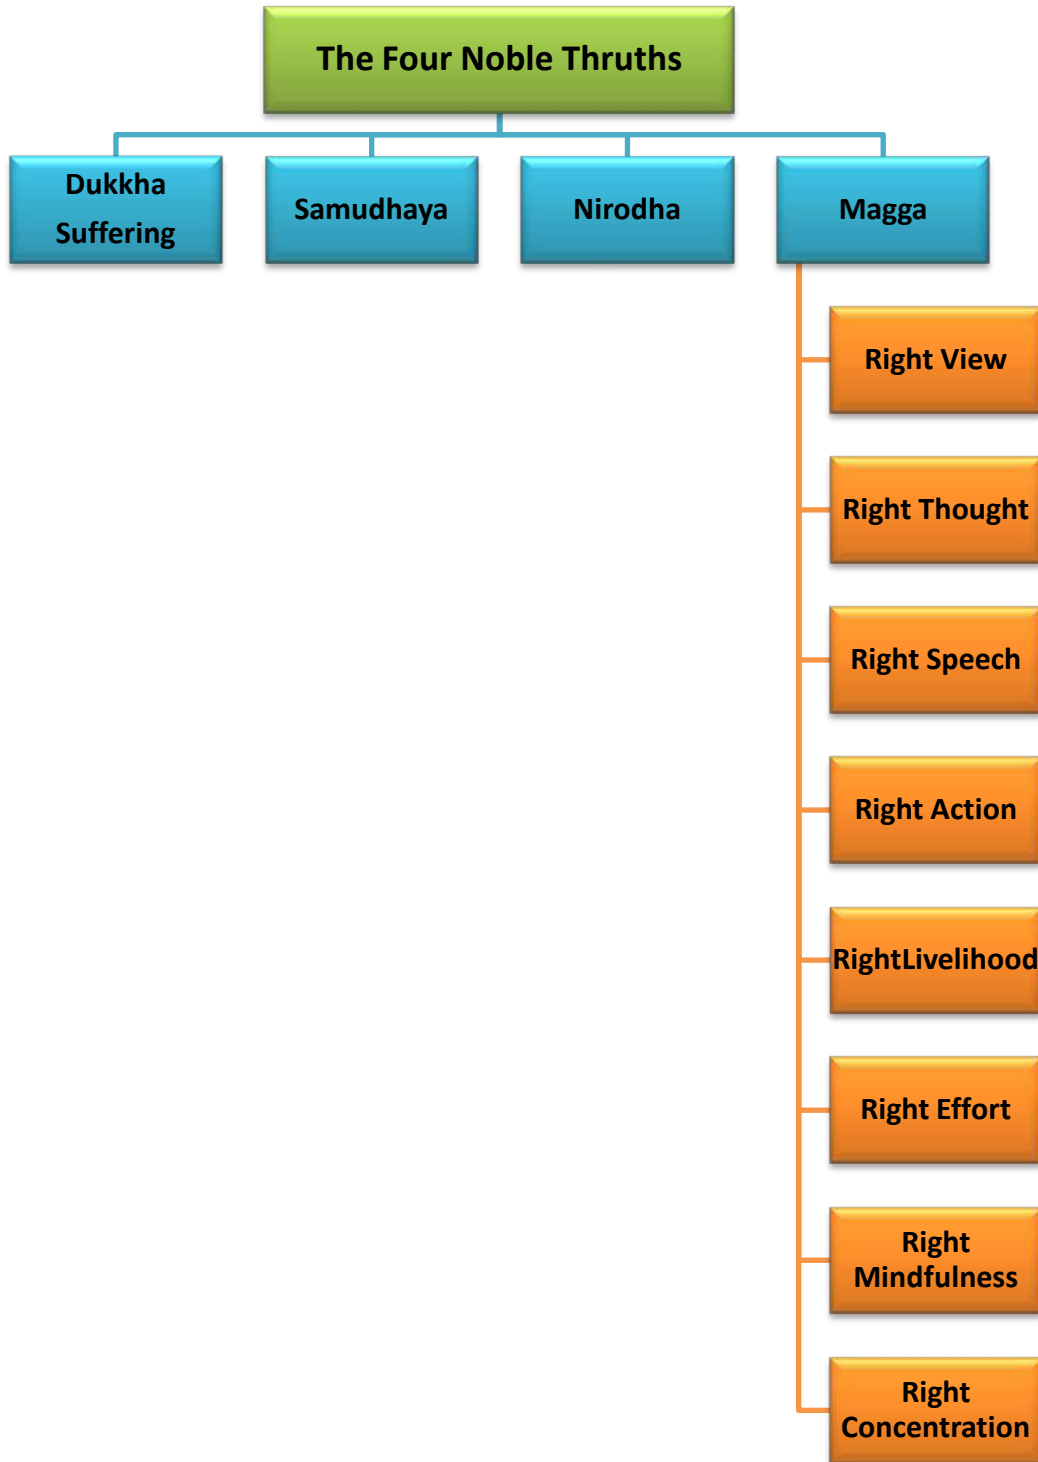 The Four Noble Thruths
Dukkha
Suffering
Samudhaya
Nirodha
Magga
Right View
Right Thought
Right Speech
Right Action
RightLivelihood
Right Effort
Right
Mindfulness
Right
Concentration